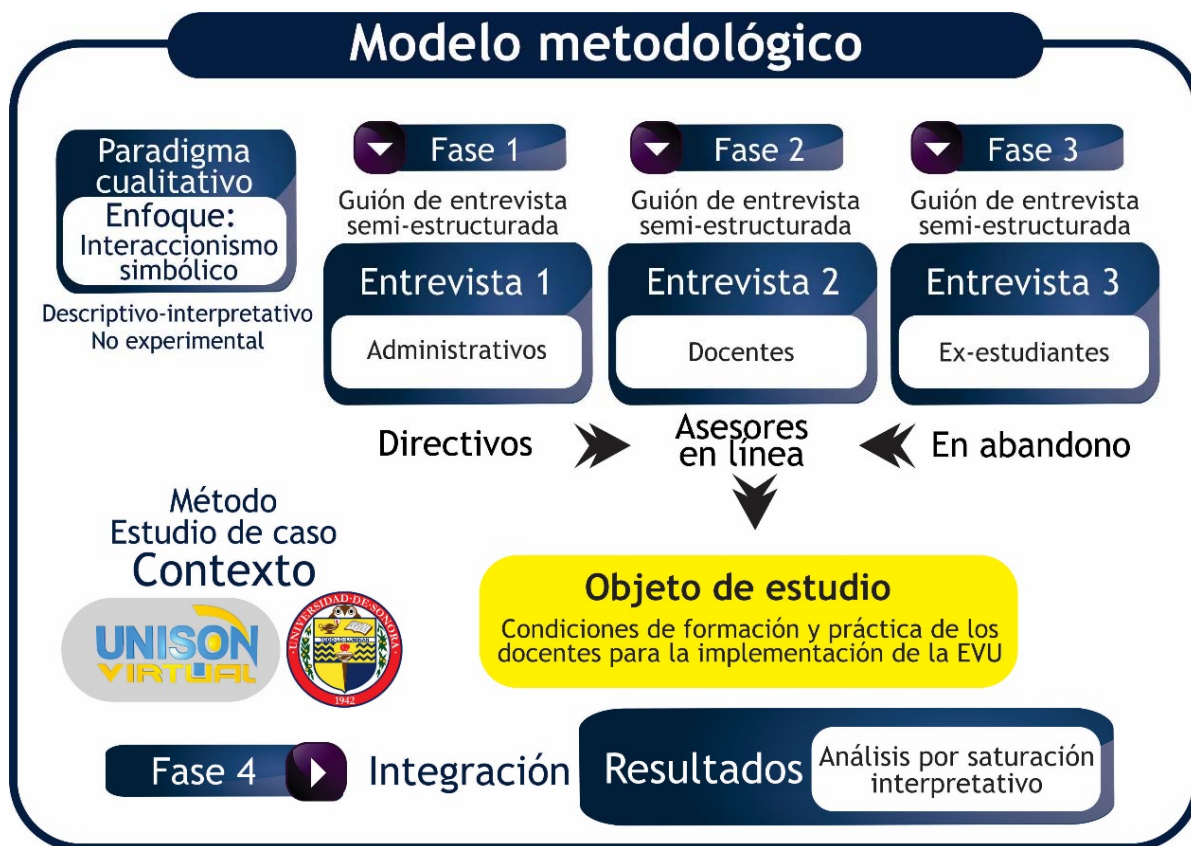 Modelo metodológico
Paradigma
cualitativo
Enfoque:
Interaccionismo
simbólico
Descriptivo-interpretativo
No experimental
Fase 1
Guión de entrevista
semi-estructurada
Entrevista 1
Administrativos
Directivos
Fase 2
Guión de entrevista
semi-estructurada
Entrevista 2
Docentes
Asesores
en línea
Fase 3
Guión de entrevista
semi-estructurada
Entrevista 3
Ex-estudiantes
En abandono
Método
Estudio de caso
Contexto
UNISON
VIRTUAL
UNIVERSIDAD·DE·SONORA
1942
Objeto de estudio
Condiciones de formación y práctica de los
docentes para la implementación de la EVU
Fase 4
Integración
Resultados
Análisis por saturación
interpretativo